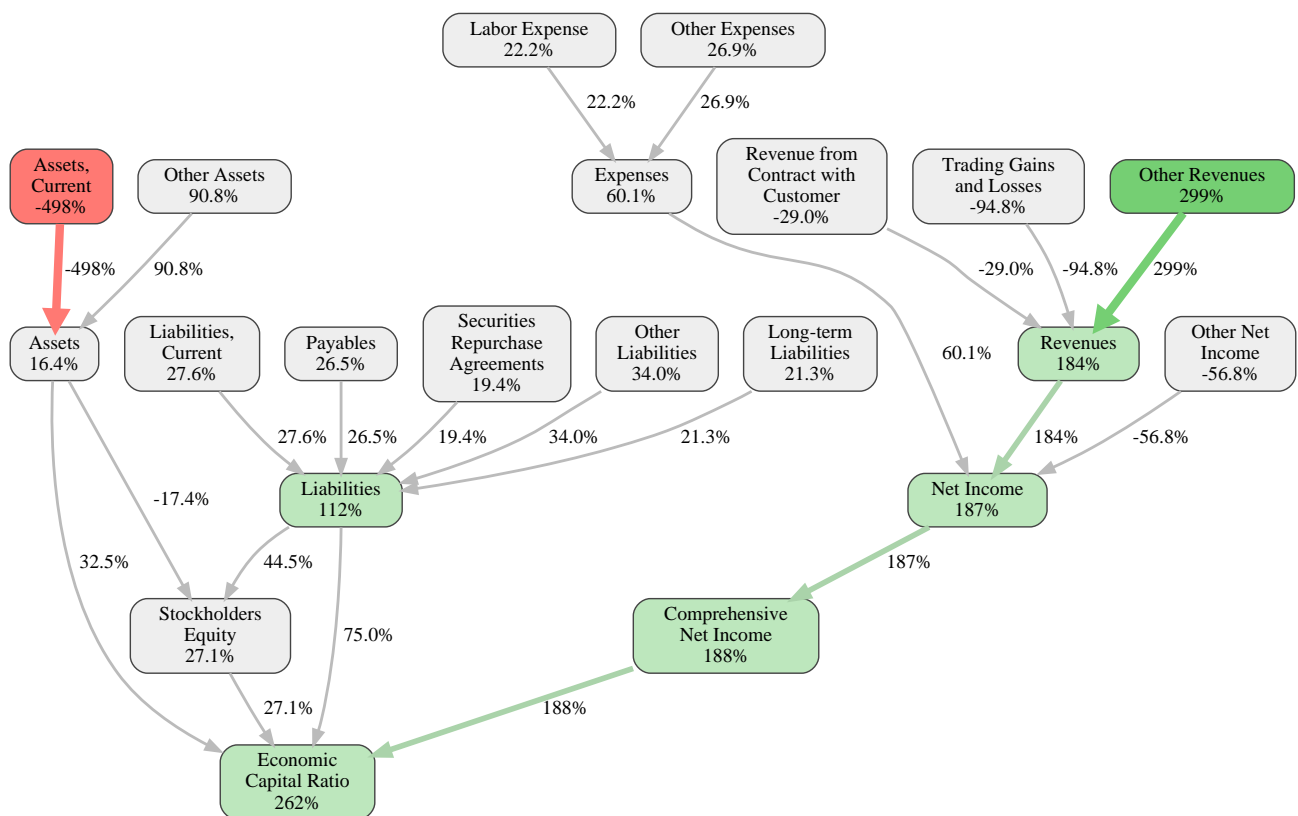 Labor Expense
22.2%
Other Expenses
26.9%
22.2%
26.9%
Assets,
Current
-498%
Other Assets
90.8%
Expenses
60.1%
Revenue from
Contract with
Customer
-29.0%
Trading Gains
and Losses
-94.8%
Other Revenues
299%
-498%
90.8%
-29.0%
-94.8%
299%
Assets
16.4%
Liabilities,
Current
27.6%
Payables
26.5%
Securities
Repurchase
Agreements
19.4%
Other
Liabilities
34.0%
Long-term
Liabilities
21.3%
60.1%
Revenues
184%
Other Net
Income
-56.8%
27.6%
26.5%
19.4%
34.0%
21.3%
184%
-56.8%
-17.4%
Liabilities
112%
Net Income
187%
32.5%
44.5%
187%
Stockholders
Equity
27.1%
75.0%
Comprehensive
Net Income
188%
27.1%
188%
Economic
Capital Ratio
262%